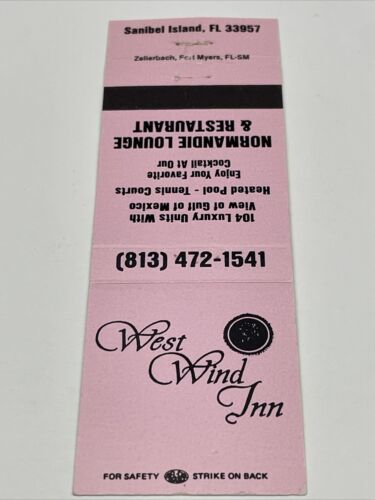 Sanibel Island, FL 33957
Zellerbach, Fort Myers, FL-SM
NORMANDIE LOUNGE
& RESTAURANT
Enjoy Your Favorite
Cocktail At Our
Heated Pool - Tennis Courts
View of Gulf of Mexico
104 Luxury Units With
(813) 472-1541
West
Wind
Inn
FOR SAFETY STRIKE ON BACK